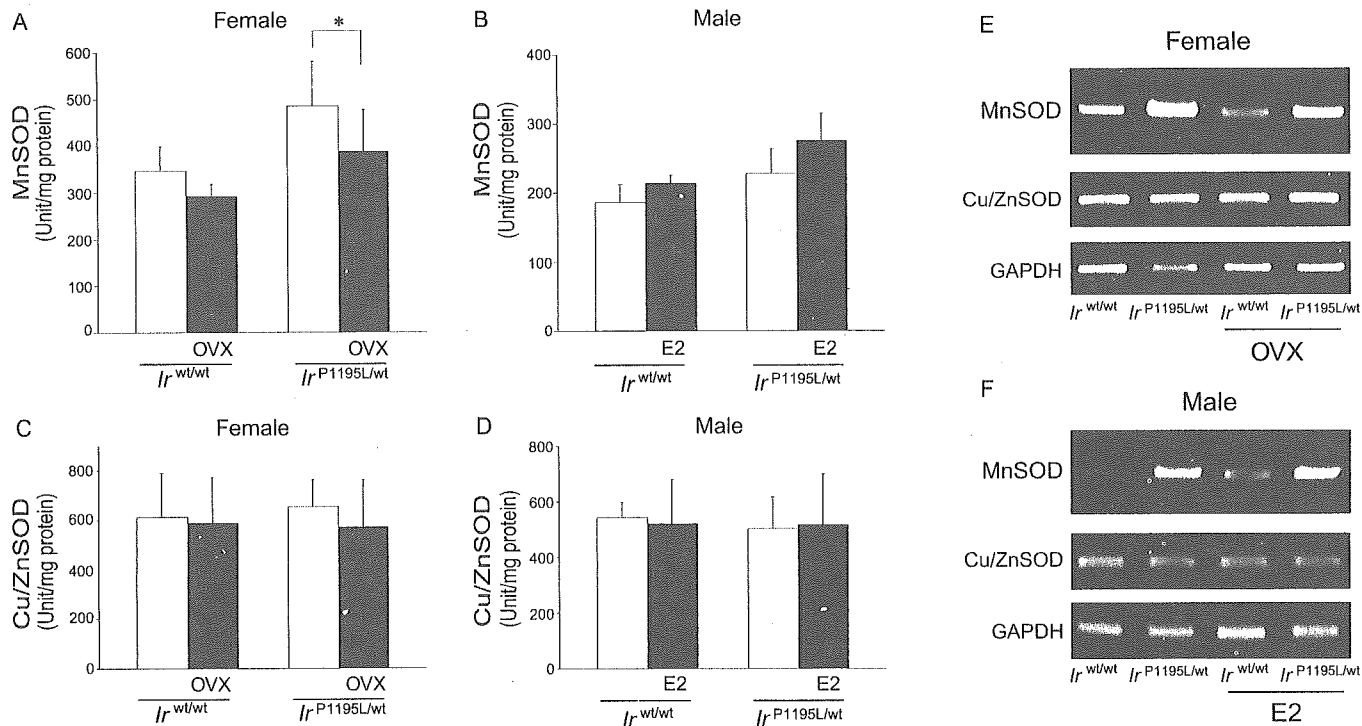 A
Female
*
MnSOD
(Unit/mg protein)
600
500
400
300
200
100
0
OVX
OVX
Ir wt/wt
Ir P1195L/wt
B
Male
MnSOD
(Unit/mg protein)
400
300
200
100
0
E2
E2
Ir wt/wt
Ir P1195L/wt
C
Female
Cu/ZnSOD
(Unit/mg protein)
800
600
400
200
0
OVX
OVX
Ir wt/wt
Ir P1195L/wt
D
Male
Cu/ZnSOD
(Unit/mg protein)
800
600
400
200
0
E2
E2
Ir wt/wt
Ir P1195L/wt
E
Female
MnSOD
Cu/ZnSOD
GAPDH
Ir wt/wt Ir P1195L/wt Ir wt/wt Ir P1195L/wt
OVX
F
Male
MnSOD
Cu/ZnSOD
GAPDH
Ir wt/wt Ir P1195L/wt Ir wt/wt Ir P1195L/wt
E2